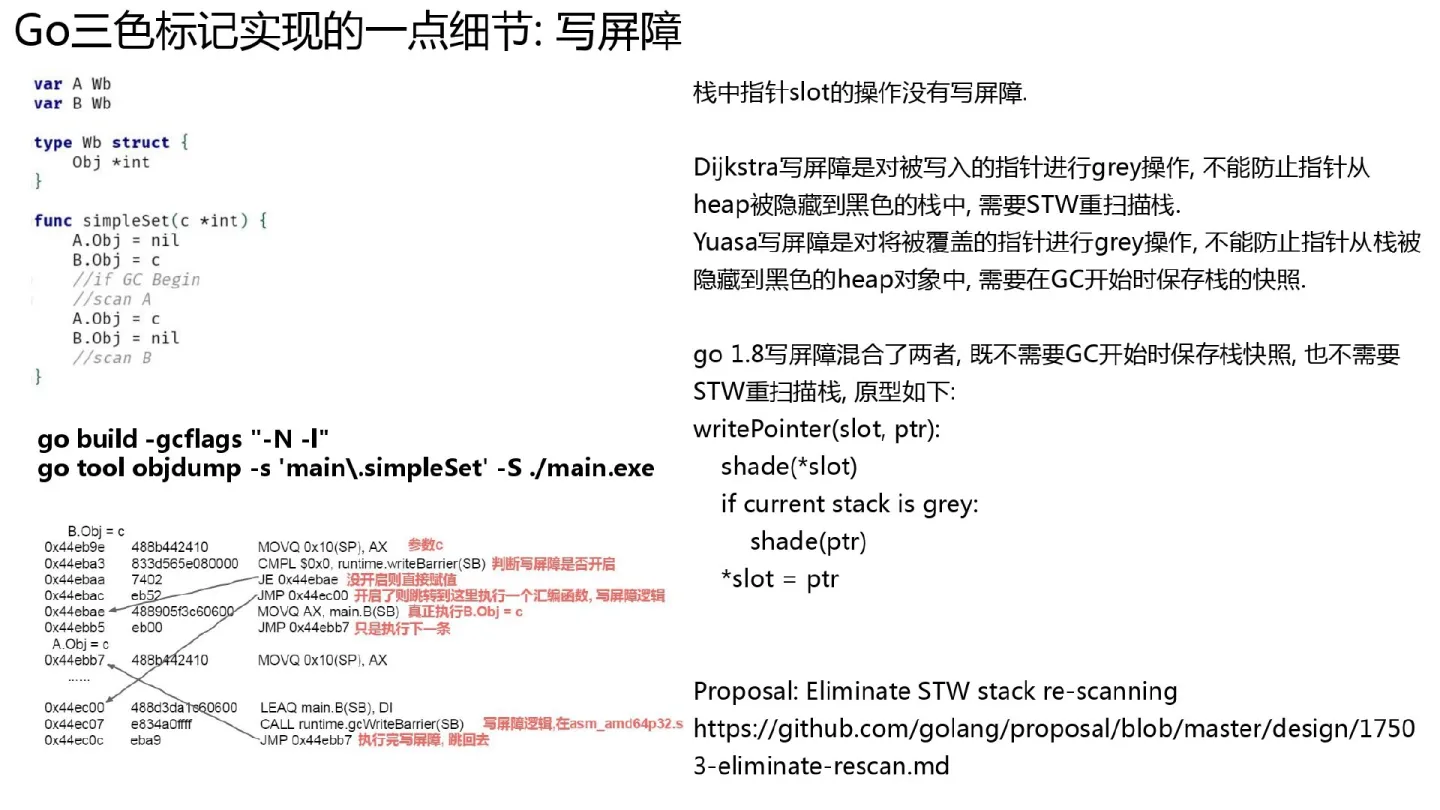 Go三色标记实现的一点细节: 写屏障
var A Wb
var B Wb
type Wb struct {
Obj *int
}
func simpleSet(c *int) {
A.Obj = nil
B.Obj = c
//if GC Begin
//scan A
A.Obj = c
B.Obj = nil
//scan B
}
go build -gcflags "-N -l"
go tool objdump -s 'main\.simpleSet' -S ./main.exe
B.Obj = c
0x44eb9e 488b442410 MOVQ 0x10(SP), AX 参数c
0x44eba3 833d565e080000 CMPL $0x0, runtime.writeBarrier(SB) 判断写屏障是否开启
0x44ebaa 7402 JE 0x44ebae 没开启则直接赋值
0x44ebac eb52 JMP 0x44ec00 开启了则跳转到这里执行一个汇编函数, 写屏障逻辑
0x44ebae 488905f3c60600 MOVQ AX, main.B(SB) 真正执行B.Obj = c
0x44ebb5 eb00 JMP 0x44ebb7 只是执行下一条
A.Obj = c
0x44ebb7 488b442410 MOVQ 0x10(SP), AX
......
0x44ec00 488d3da1c60600 LEAQ main.B(SB), DI
0x44ec07 e834a0ffff CALL runtime.gcWriteBarrier(SB) 写屏障逻辑,在asm_amd64p32.s
0x44ec0c eba9 JMP 0x44ebb7 执行完写屏障, 跳回去
栈中指针slot的操作没有写屏障.
Dijkstra写屏障是对被写入的指针进行grey操作, 不能防止指针从
heap被隐藏到黑色的栈中, 需要STW重扫描栈.
Yuasa写屏障是对将被覆盖的指针进行grey操作, 不能防止指针从栈被
隐藏到黑色的heap对象中, 需要在GC开始时保存栈的快照.
go 1.8写屏障混合了两者, 既不需要GC开始时保存栈快照, 也不需要
STW重扫描栈, 原型如下:
writePointer(slot, ptr):
shade(*slot)
if current stack is grey:
shade(ptr)
*slot = ptr
Proposal: Eliminate STW stack re-scanning
https://github.com/golang/proposal/blob/master/design/1750
3-eliminate-rescan.md